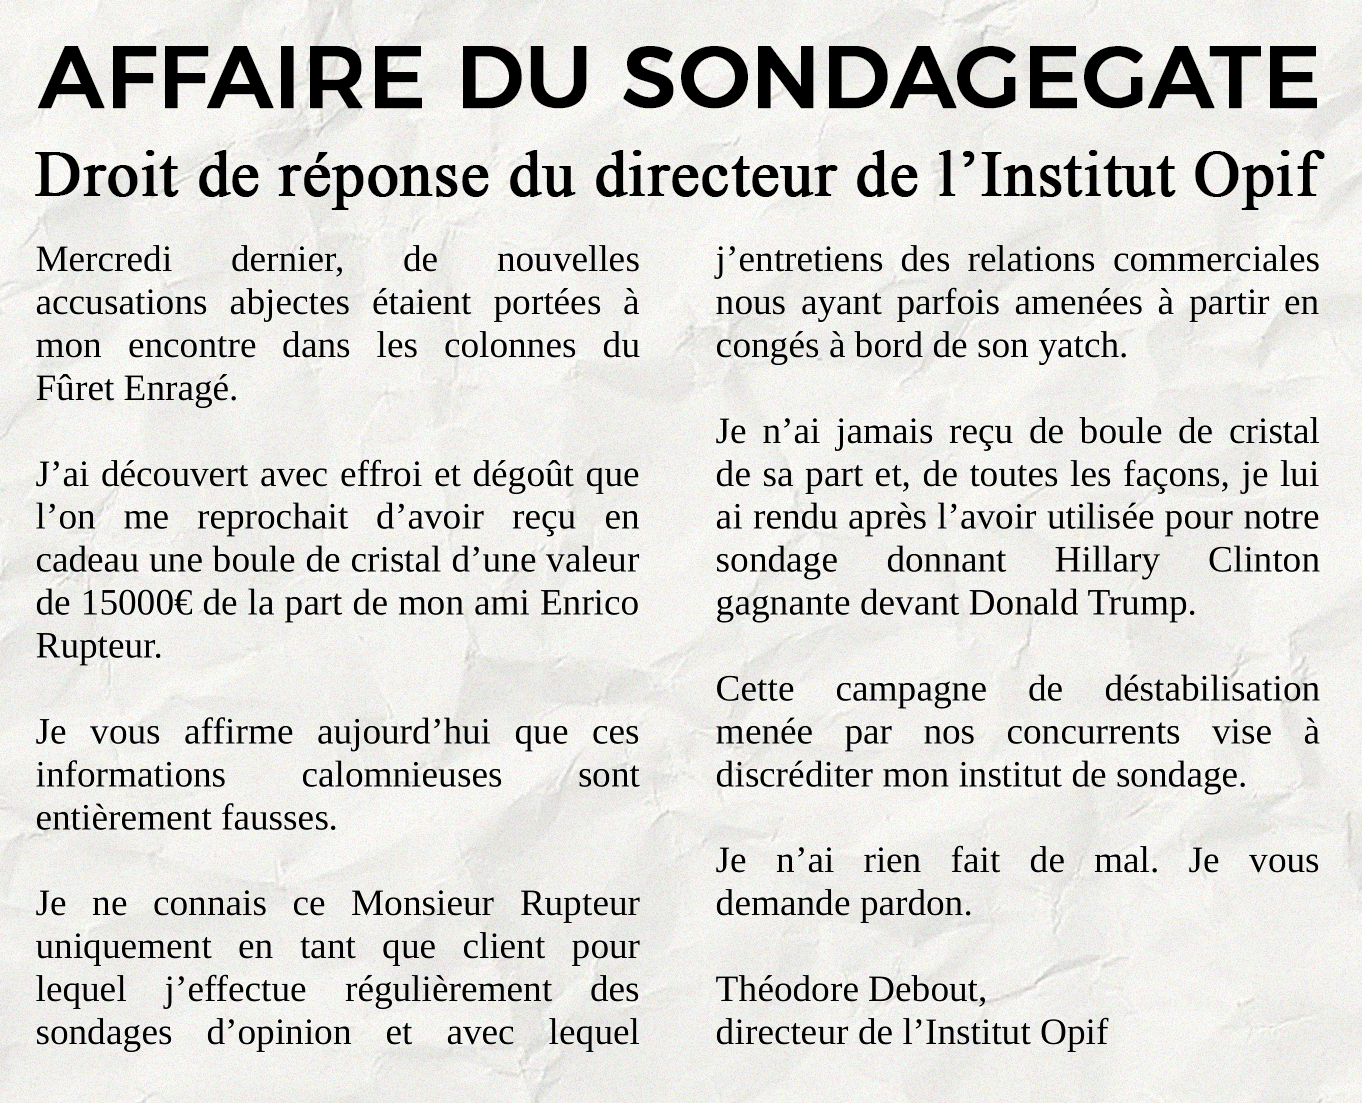 AFFAIRE DU SONDAGEGATE
Droit de réponse du directeur de l’Institut Opif
Mercredi dernier, de nouvelles
accusations abjectes étaient portées à
mon encontre dans les colonnes du
Fûret Enragé.
J’ai découvert avec effroi et dégoût que
l’on me reprochait d’avoir reçu en
cadeau une boule de cristal d’une valeur
de 15000€ de la part de mon ami Enrico
Rupteur.
Je vous affirme aujourd’hui que ces
informations calomnieuses sont
entièrement fausses.
Je ne connais ce Monsieur Rupteur
uniquement en tant que client pour
lequel j’effectue régulièrement des
sondages d’opinion et avec lequel
j’entretiens des relations commerciales
nous ayant parfois amenées à partir en
congés à bord de son yatch.
Je n’ai jamais reçu de boule de cristal
de sa part et, de toutes les façons, je lui
ai rendu après l’avoir utilisée pour notre
sondage donnant Hillary Clinton
gagnante devant Donald Trump.
Cette campagne de déstabilisation
menée par nos concurrents vise à
discréditer mon institut de sondage.
Je n’ai rien fait de mal. Je vous
demande pardon.
Théodore Debout,
directeur de l’Institut Opif